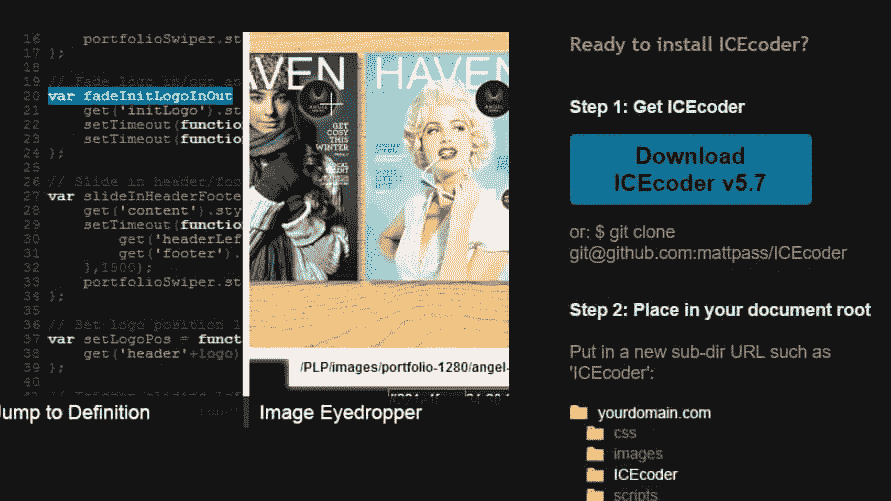 16 portfolioSwiper.st
17 };
18
19 // Fade logo in/out
20 var fadeInitLogoInOut
21 get('initLogo').st
22 setTimeout(functio
23 setTimeout(functio
24 };
25
26 // Slide in header/foo
27 var slideInHeaderFoote
28 get('content').sty
29 setTimeout(functio
30 get('headerLef
31 get('footer').
32 },1500);
33 portfolioSwiper.st
34 };
35
36 // Set logo position
37 var setLogoPos = funct
38 get('header'+logo)
39 };
40
Jump to Definition
AVEN
GET
COSY
THIS
WINTER
HAVEN
/PLP/images/portfolio-1280/angel-
Image Eyedropper
Ready to install ICEcoder?
Step 1: Get ICEcoder
Download
ICEcoder v5.7
or: $ git clone
git@github.com:mattpass/ICEcoder
Step 2: Place in your document root
Put in a new sub-dir URL such as
'ICEcoder':
yourdomain.com
css
images
ICEcoder
scripts